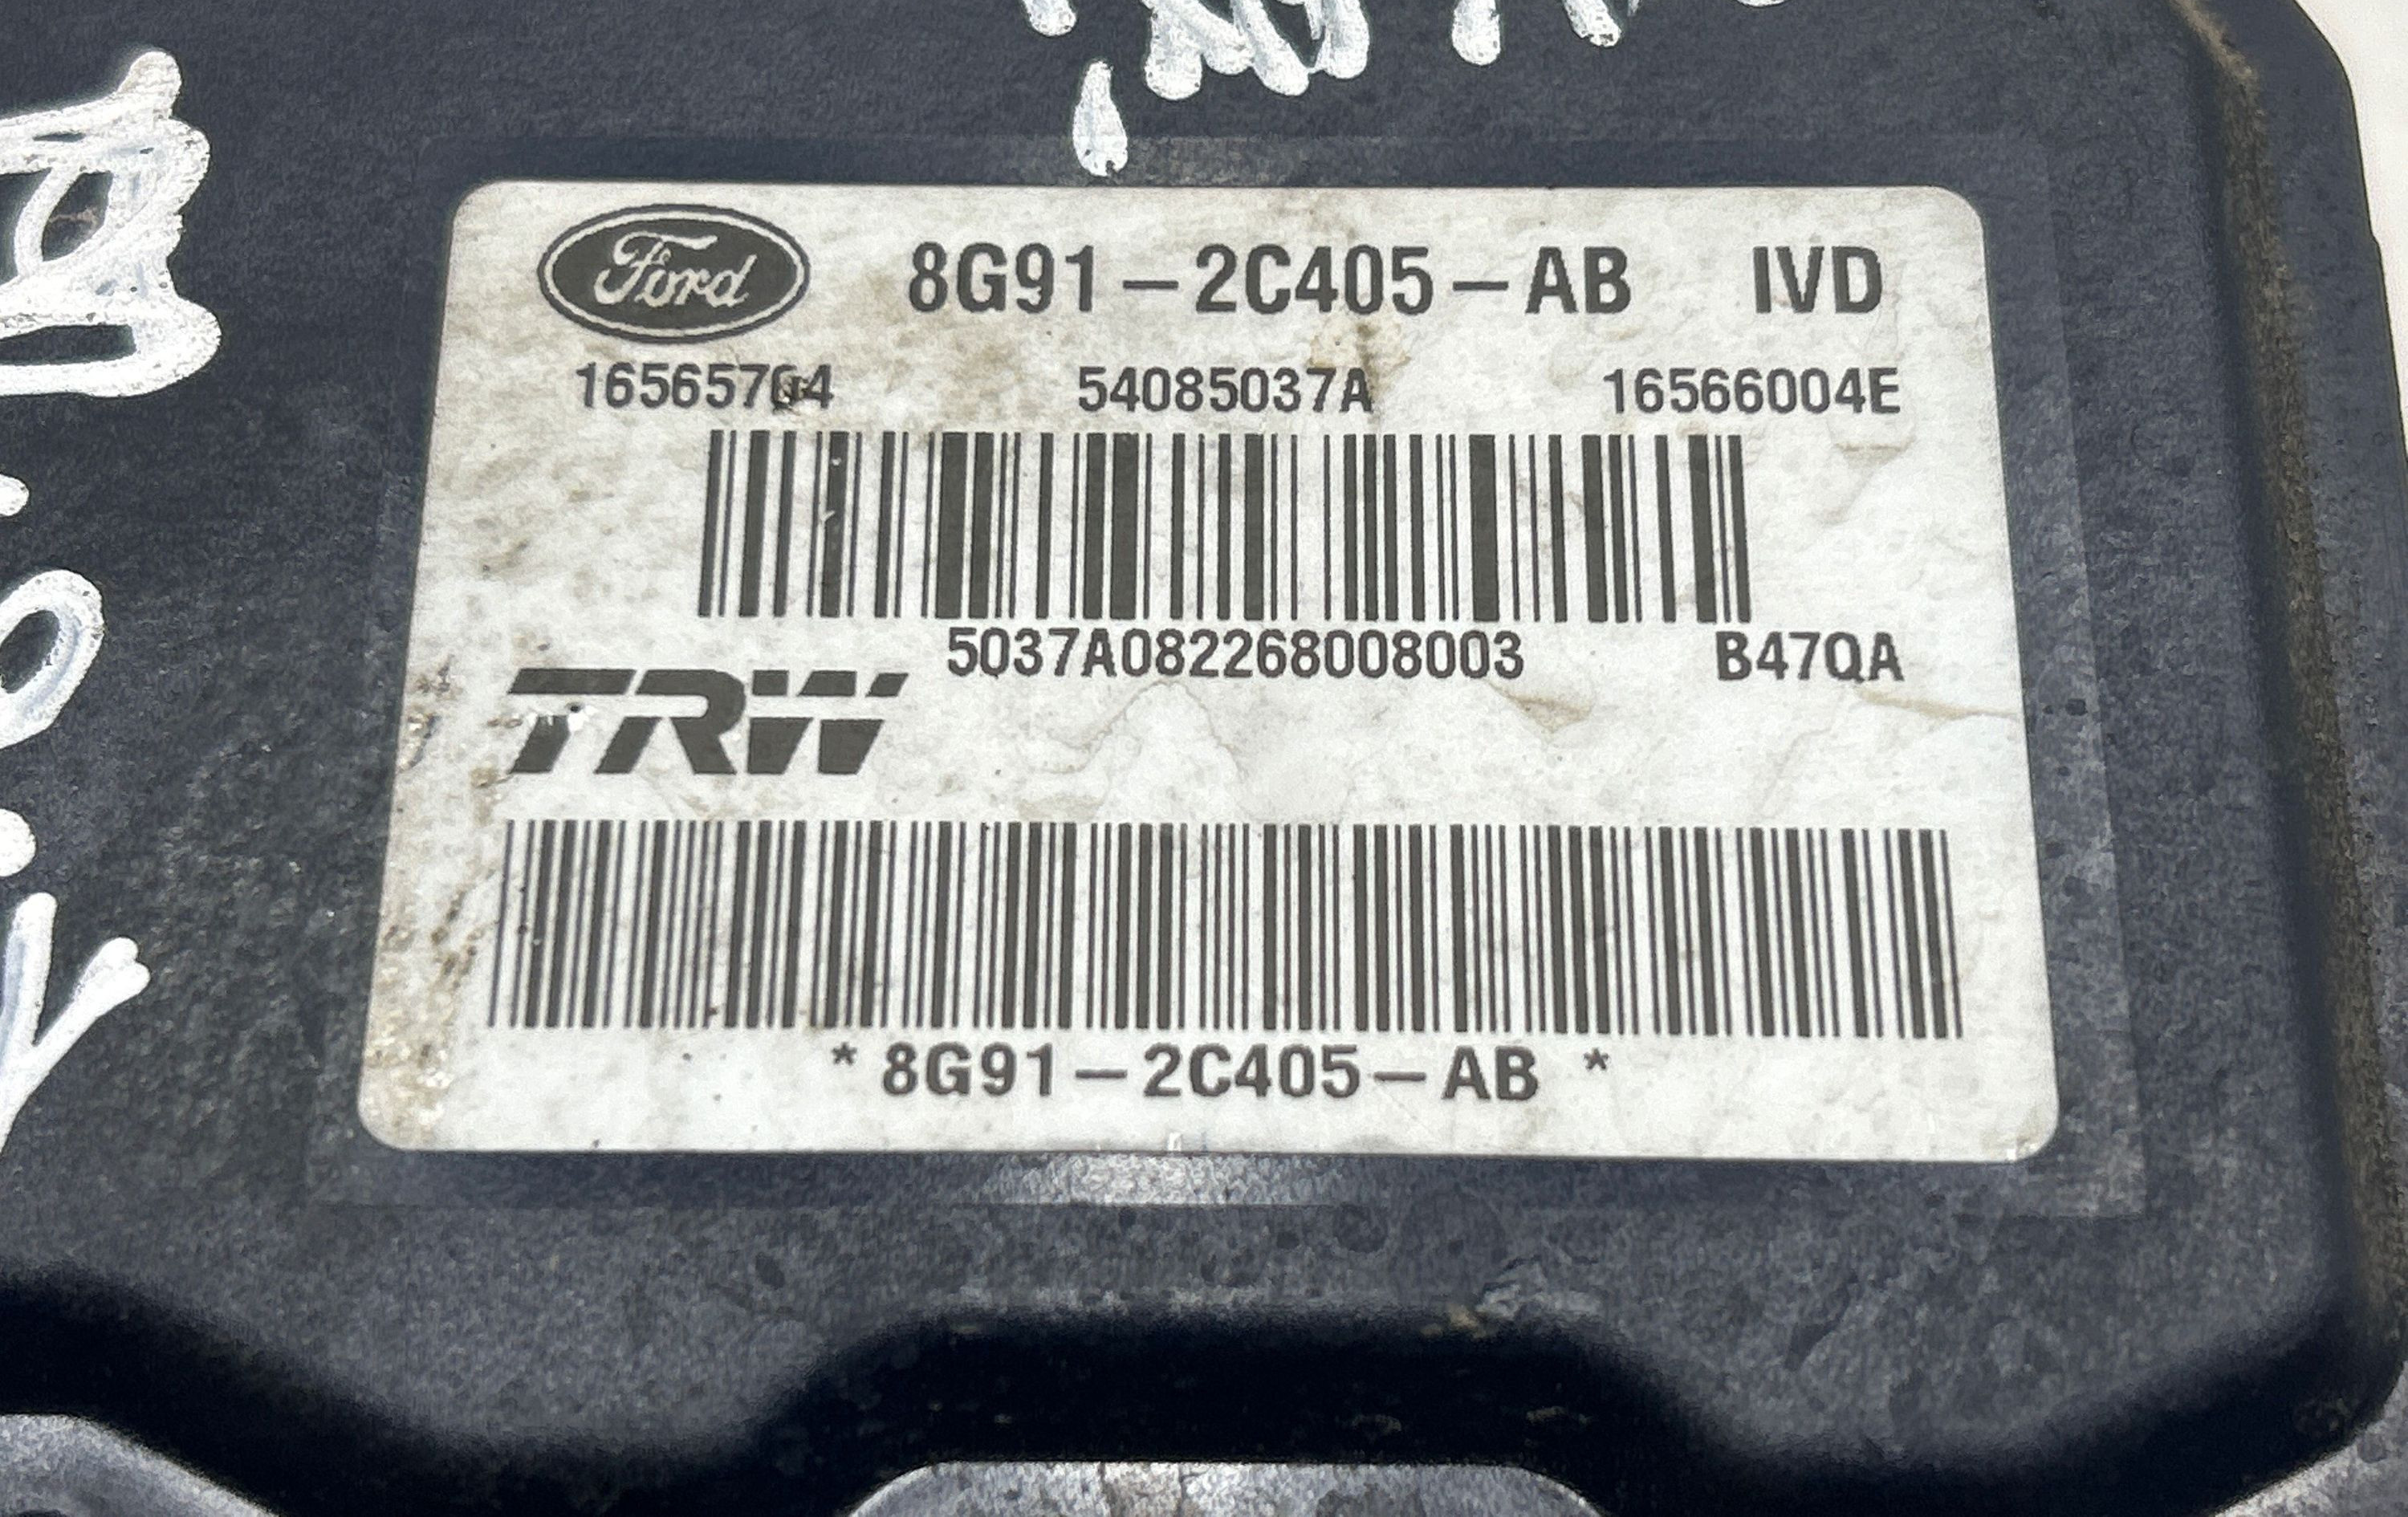 Ford 8G91-2C405-AB IVD
16565704 54085037A 16566004E
5037A082268008003 B47QA
TRW
*8G91-2C405-AB*